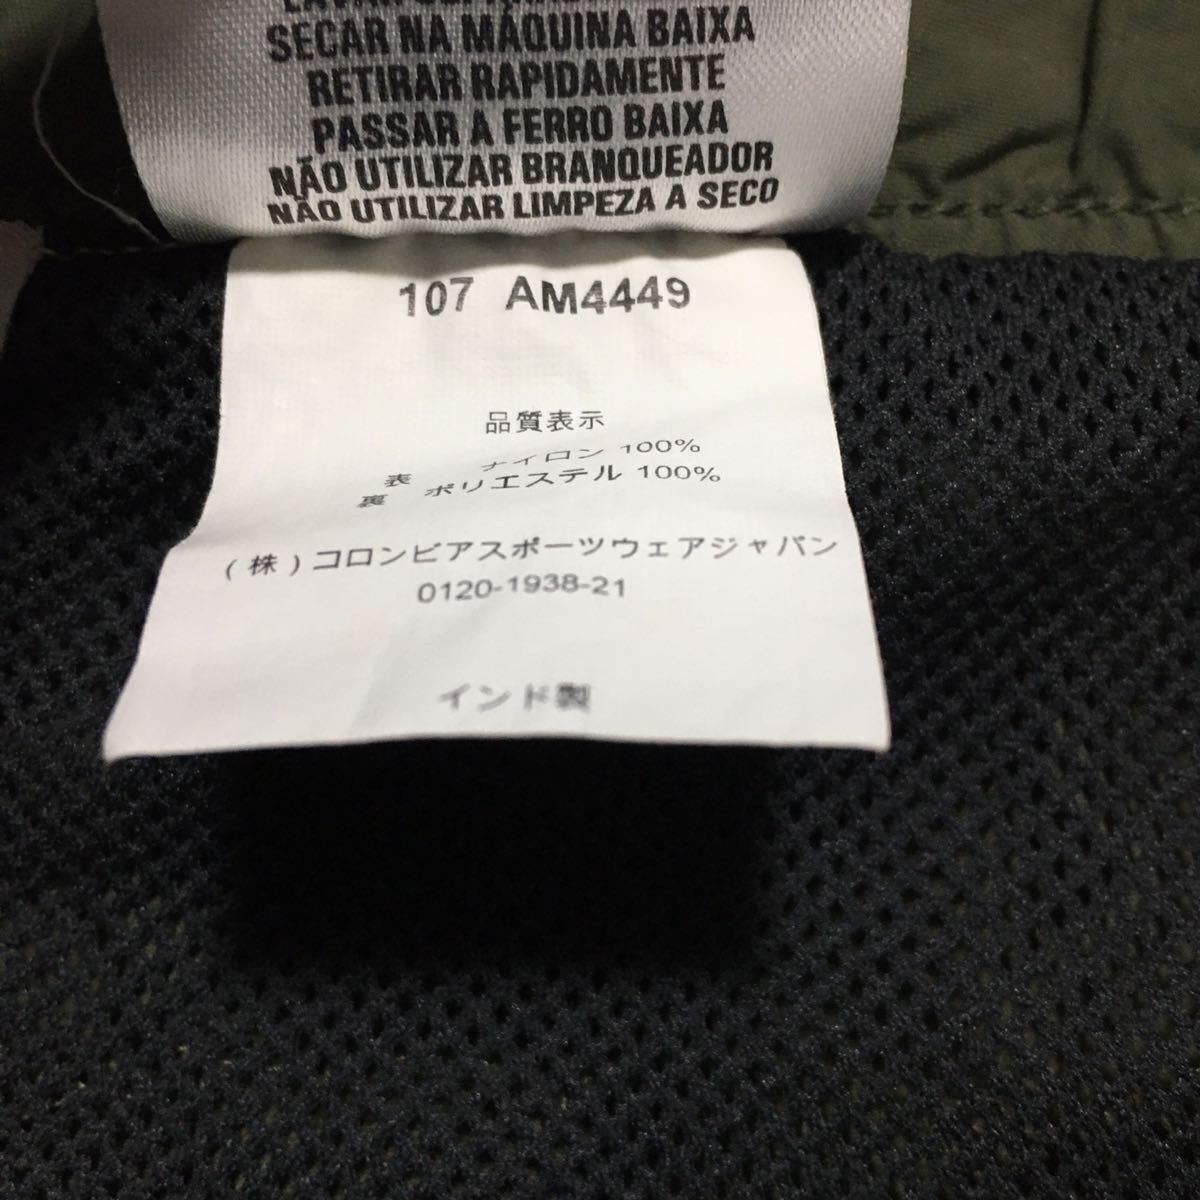 SECAR NA MÁQUINA BAIXA
RETIRAR RAPIDAMENTE
PASSAR A FERRO BAIXA
NÃO UTILIZAR BRANQUEADOR
NÃO UTILIZAR LIMPEZA A SECO
107 AM4449
品質表示
表 ナイロン 100%
裏 ポリエステル 100%
(株)コロンビアスポーツウェアジャパン
0120-1938-21
インド製